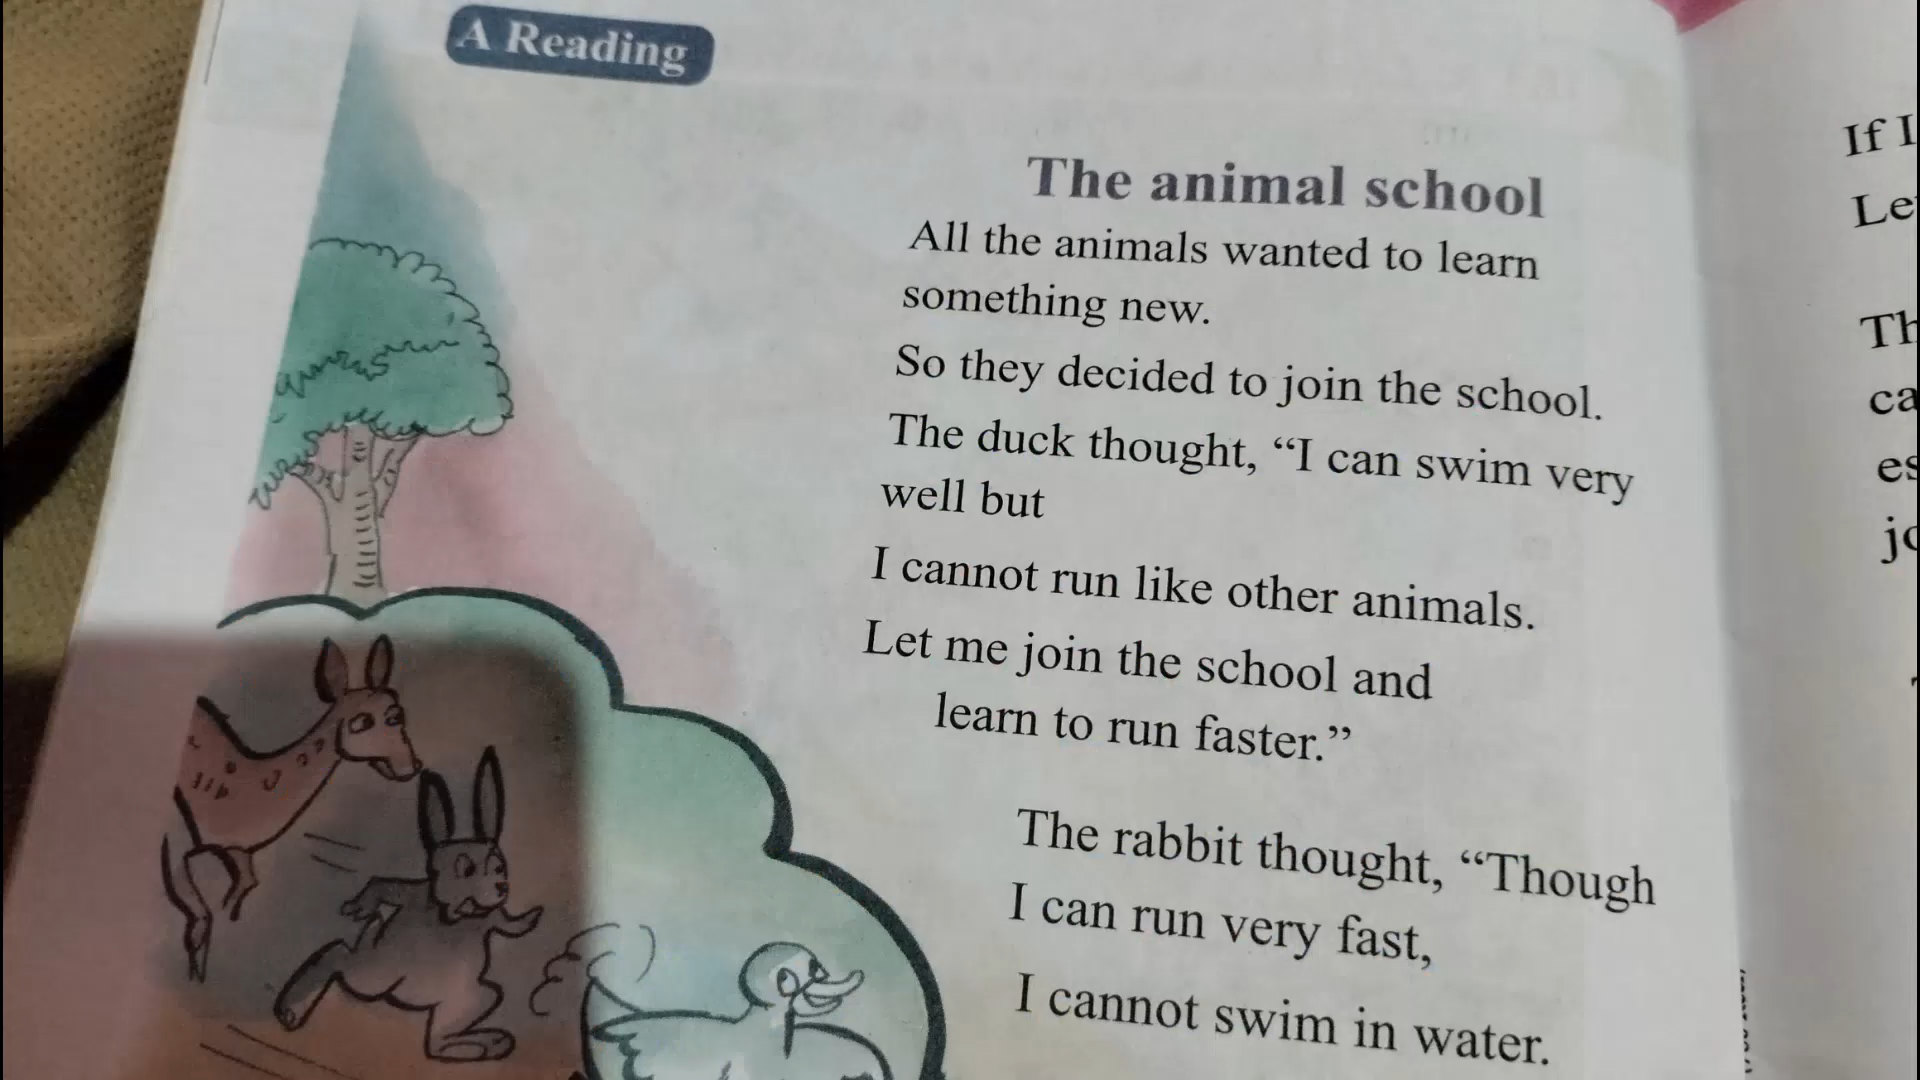 A Reading
The animal school
All the animals wanted to learn
something new.
So they decided to join the school.
The duck thought, “I can swim very
well but
I cannot run like other animals.
Let me join the school and
learn to run faster.”
The rabbit thought, “Though
I can run very fast,
I cannot swim in water.
If I